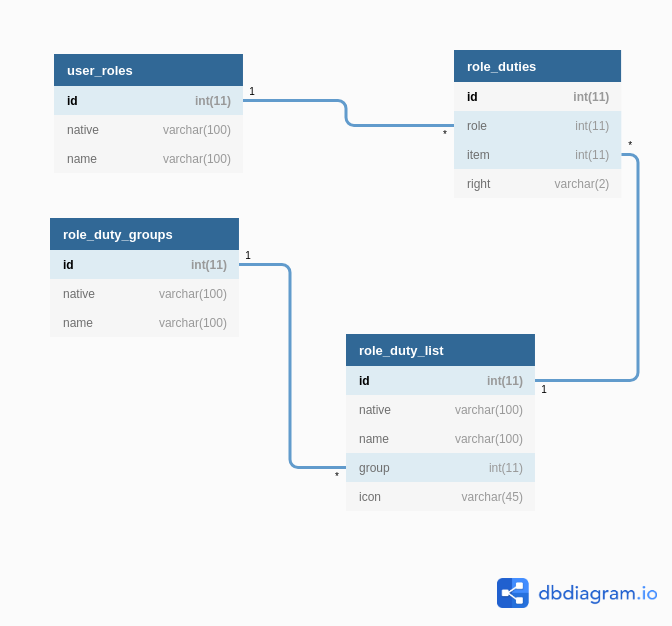 user_roles
id int(11)
native varchar(100)
name varchar(100)
1
role_duties
id int(11)
role int(11)
item int(11)
right varchar(2)
*
*
role_duty_groups
id int(11)
native varchar(100)
name varchar(100)
1
role_duty_list
id int(11)
native varchar(100)
name varchar(100)
group int(11)
icon varchar(45)
1
*
dbdiagram.io